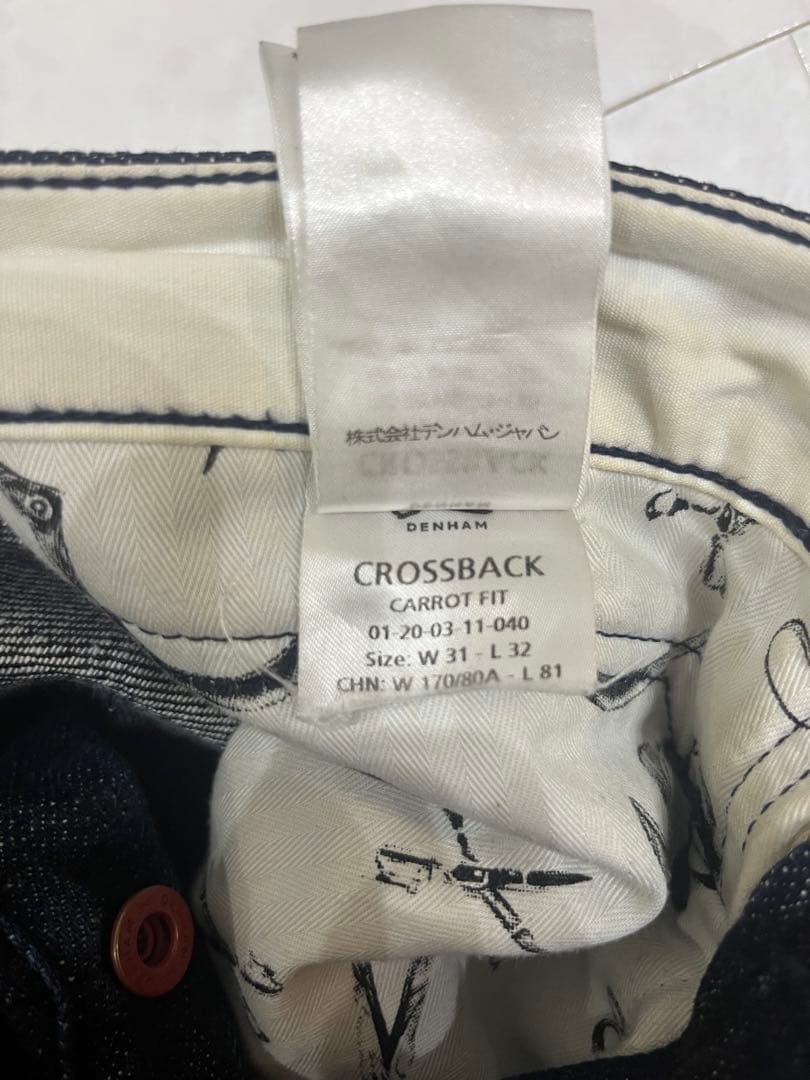 株式会社デンハム・ジャパン
DENHAM
CROSSBACK
CARROT FIT
01-20-03-11-040
Size: W 31 - L 32
CHN: W 170/80A - L 81